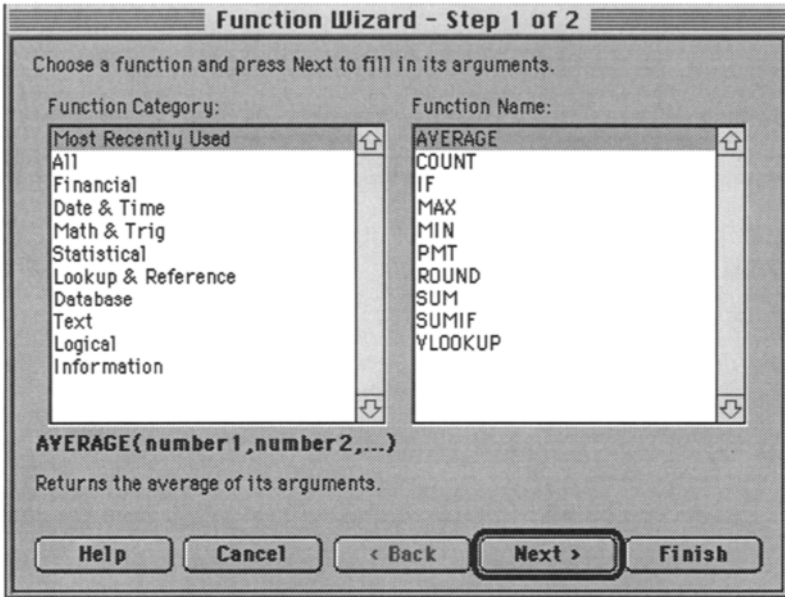 Function Wizard - Step 1 of 2
Choose a function and press Next to fill in its arguments.
Function Category:
Most Recently Used
All
Financial
Date & Time
Math & Trig
Statistical
Lookup & Reference
Database
Text
Logical
Information
Function Name:
AVERAGE
COUNT
IF
MAX
MIN
PMT
ROUND
SUM
SUMIF
VLOOKUP
AVERAGE(number1,number2,...)
Returns the average of its arguments.
Help
Cancel
< Back
Next >
Finish